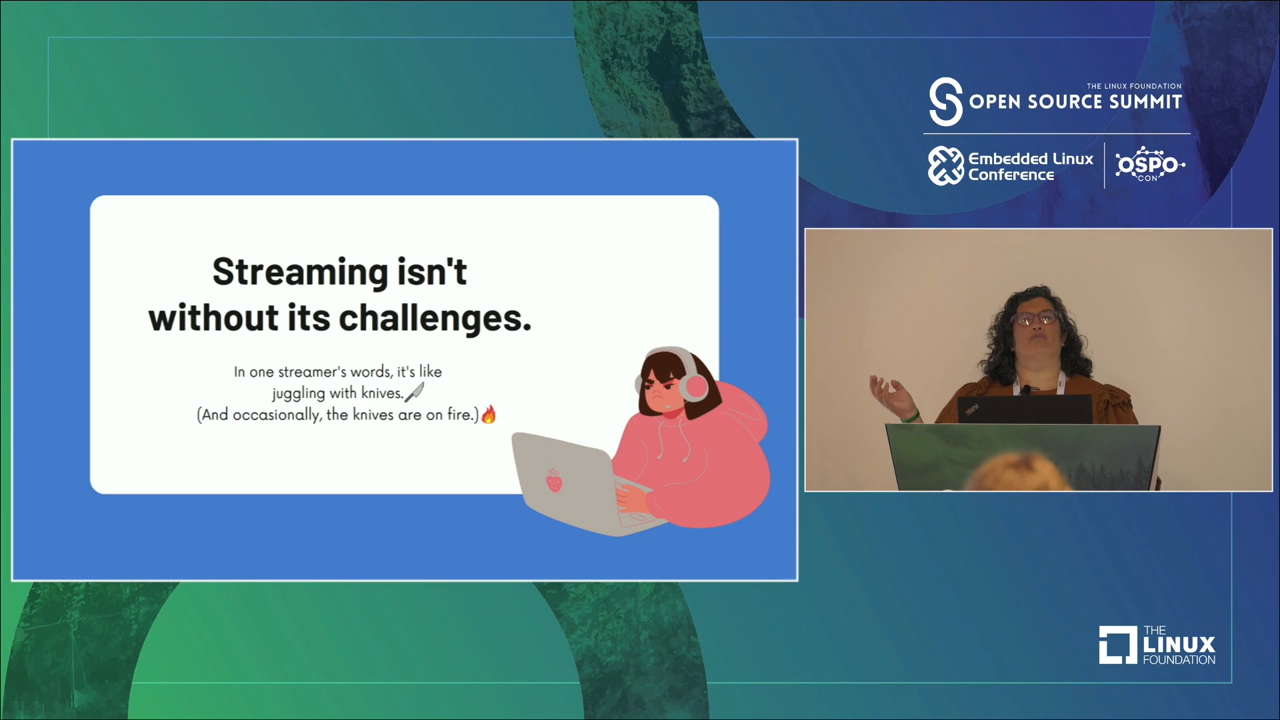 THE LINUX FOUNDATION
OPEN SOURCE SUMMIT
Embedded Linux
Conference
OSPO
CON
Streaming isn't
without its challenges.
In one streamer's words, it's like
juggling with knives.🔪
(And occasionally, the knives are on fire.)🔥
ThinkPad
THE
LINUX
FOUNDATION